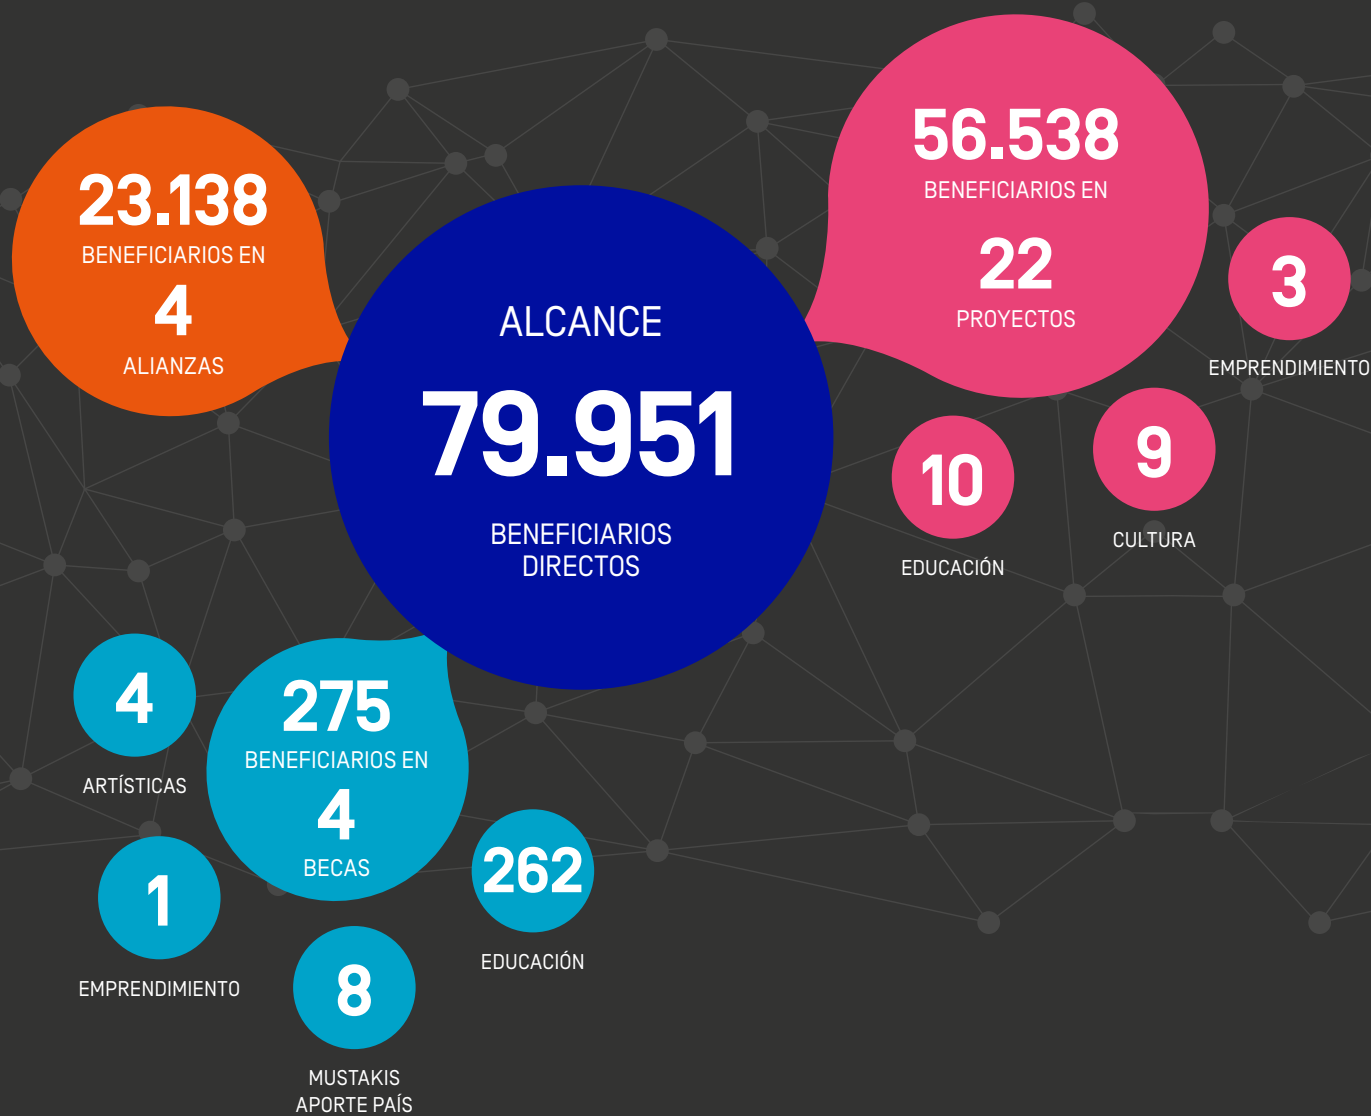 23.138
BENEFICIARIOS EN
4
ALIANZAS
ALCANCE
79.951
BENEFICIARIOS
DIRECTOS
56.538
BENEFICIARIOS EN
22
PROYECTOS
3
EMPRENDIMIENTO
10
EDUCACIÓN
9
CULTURA
275
BENEFICIARIOS EN
4
BECAS
4
ARTÍSTICAS
1
EMPRENDIMIENTO
8
MUSTAKIS
APORTE PAÍS
262
EDUCACIÓN